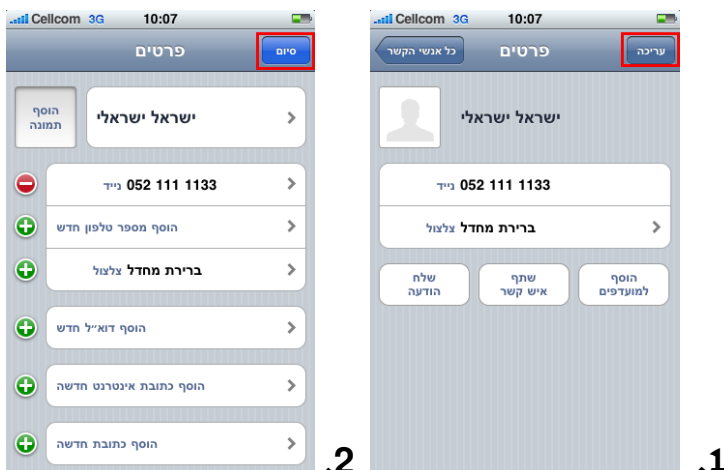 Cellcom 3G 10:07
כל אנשי הקשר פרטים עריכה
ישראל ישראלי
נייד 052 111 1133
ברירת מחדל צלצול
הוסף למועדפים
שתף איש קשר
שלח הודעה
1.
Cellcom 3G 10:07
פרטים סיום
הוסף תמונה
ישראל ישראלי
נייד 052 111 1133
הוסף מספר טלפון חדש
ברירת מחדל צלצול
הוסף דוא״ל חדש
הוסף כתובת אינטרנט חדשה
הוסף כתובת חדשה
2.